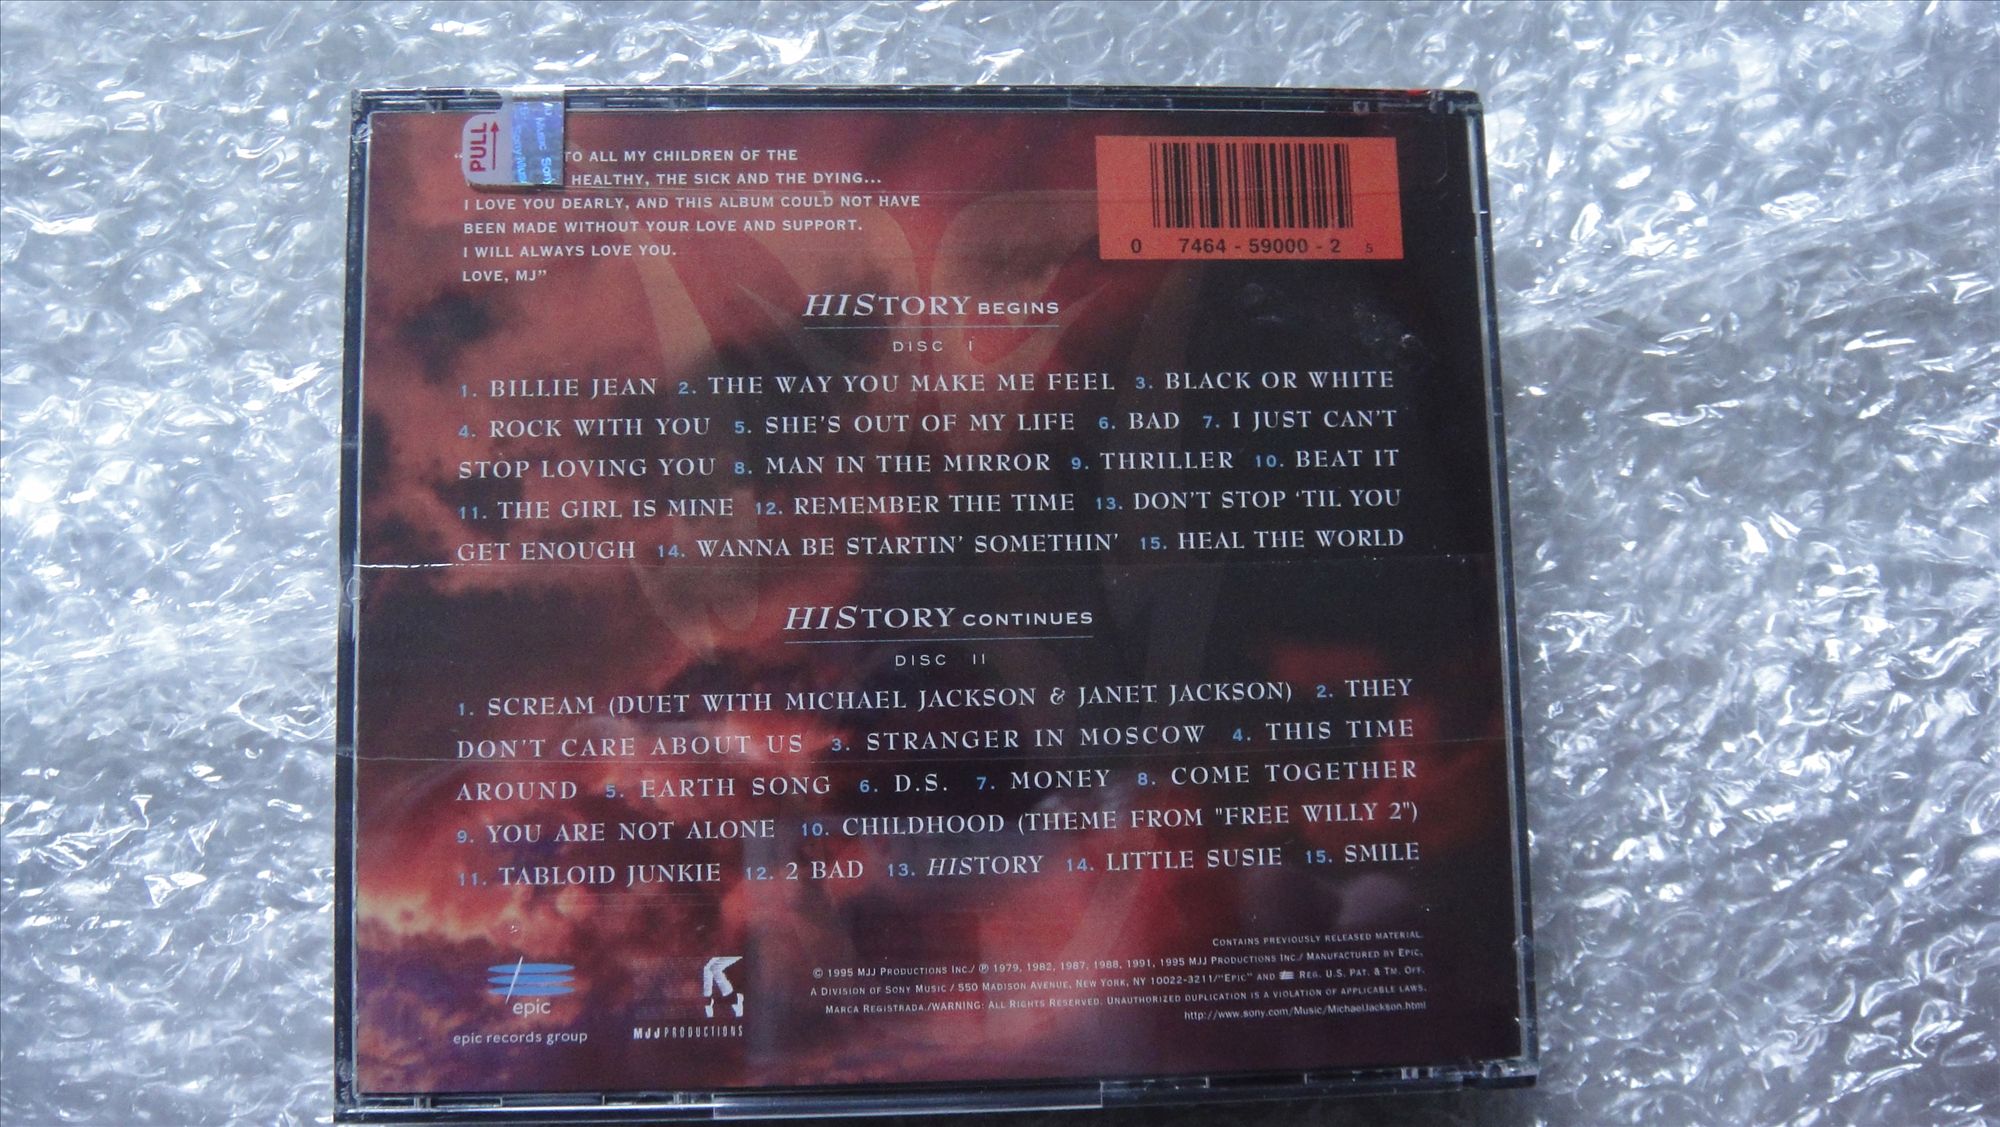 PULL
" TO ALL MY CHILDREN OF THE
HEALTHY, THE SICK AND THE DYING...
I LOVE YOU DEARLY, AND THIS ALBUM COULD NOT HAVE
BEEN MADE WITHOUT YOUR LOVE AND SUPPORT.
I WILL ALWAYS LOVE YOU.
LOVE, MJ"
0 7464 - 59000 - 2 5
HISTORY BEGINS
DISC I
1. BILLIE JEAN 2. THE WAY YOU MAKE ME FEEL 3. BLACK OR WHITE
4. ROCK WITH YOU 5. SHE'S OUT OF MY LIFE 6. BAD 7. I JUST CAN'T
STOP LOVING YOU 8. MAN IN THE MIRROR 9. THRILLER 10. BEAT IT
11. THE GIRL IS MINE 12. REMEMBER THE TIME 13. DON'T STOP 'TIL YOU
GET ENOUGH 14. WANNA BE STARTIN' SOMETHIN' 15. HEAL THE WORLD
HISTORY CONTINUES
DISC II
1. SCREAM (DUET WITH MICHAEL JACKSON & JANET JACKSON) 2. THEY
DON'T CARE ABOUT US 3. STRANGER IN MOSCOW 4. THIS TIME
AROUND 5. EARTH SONG 6. D.S. 7. MONEY 8. COME TOGETHER
9. YOU ARE NOT ALONE 10. CHILDHOOD (THEME FROM "FREE WILLY 2")
11. TABLOID JUNKIE 12. 2 BAD 13. HISTORY 14. LITTLE SUSIE 15. SMILE
epic
epic records group
MJJ PRODUCTIONS
CONTAINS PREVIOUSLY RELEASED MATERIAL.
© 1995 MJJ PRODUCTIONS INC./ ℗ 1979, 1982, 1987, 1988, 1991, 1995 MJJ PRODUCTIONS INC./ MANUFACTURED BY EPIC,
A DIVISION OF SONY MUSIC / 550 MADISON AVENUE, NEW YORK, NY 10022-3211/"EPIC" AND REG. U.S. PAT. & TM. OFF.
MARCA REGISTRADA./WARNING: ALL RIGHTS RESERVED. UNAUTHORIZED DUPLICATION IS A VIOLATION OF APPLICABLE LAWS.
http://www.sony.com/Music/MichaelJackson.html